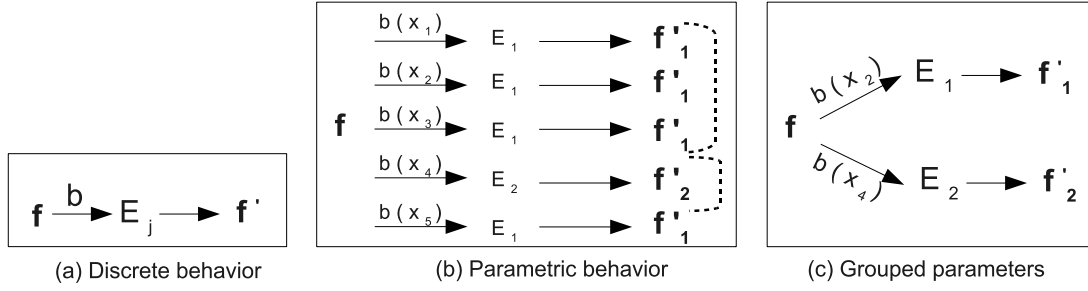 f b E j f '
(a) Discrete behavior
b ( x 1 ) E 1 f ' 1
b ( x 2 ) E 1 f ' 1
f b ( x 3 ) E 1 f ' 1
b ( x 4 ) E 2 f ' 2
b ( x 5 ) E 1 f ' 1
(b) Parametric behavior
b ( x 2 ) E 1 f ' 1
f
b ( x 4 ) E 2 f ' 2
(c) Grouped parameters